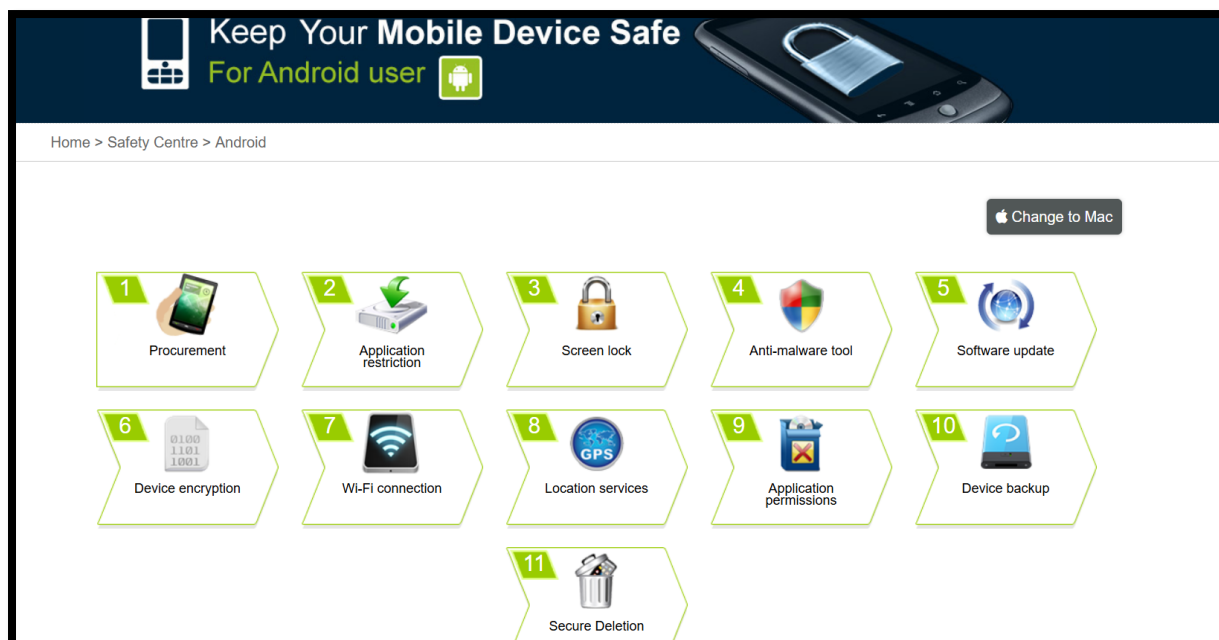 Keep Your Mobile Device Safe
For Android user
Home > Safety Centre > Android
Change to Mac
1
Procurement
2
Application
restriction
3
Screen lock
4
Anti-malware tool
5
Software update
6
0100
1101
1001
Device encryption
7
Wi-Fi connection
8
GPS
Location services
9
Application
permissions
10
Device backup
11
Secure Deletion